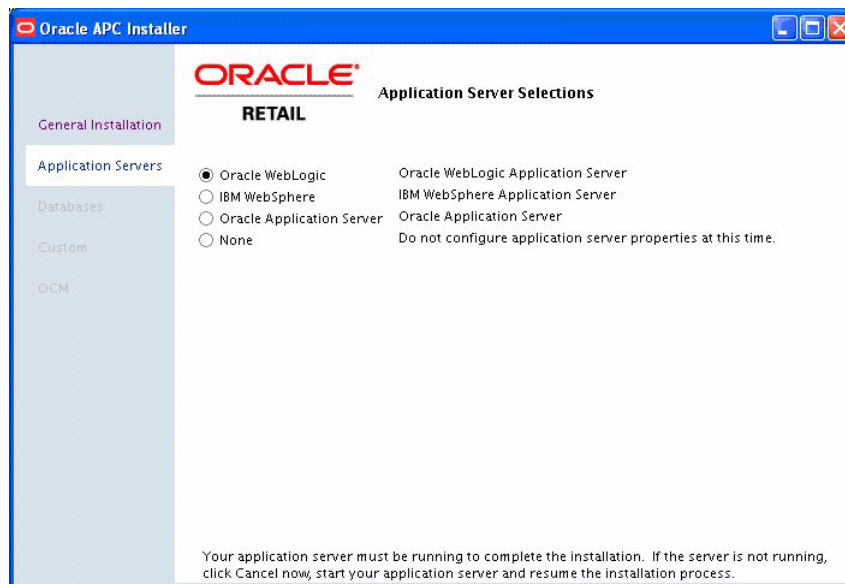 Oracle APC Installer
ORACLE
RETAIL
Application Server Selections
General Installation
Application Servers
Databases
Custom
OCM
Oracle WebLogic Oracle WebLogic Application Server
IBM WebSphere IBM WebSphere Application Server
Oracle Application Server Oracle Application Server
None Do not configure application server properties at this time.
Your application server must be running to complete the installation. If the server is not running,
click Cancel now, start your application server and resume the installation process.